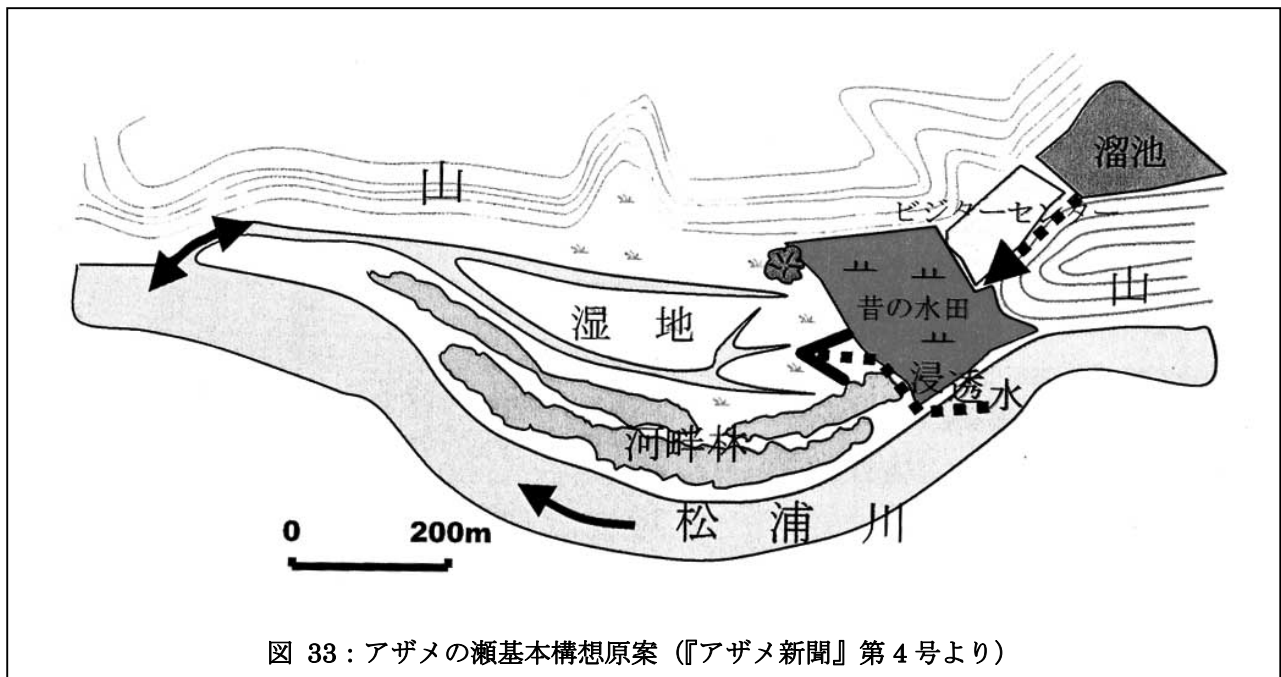 溜池
山
ビジターセンター
山
昔の水田
湿 地
浸透水
河畔林
松 浦 川
0 200m
図 33：アザメの瀬基本構想原案（『アザメ新聞』第 4 号より）